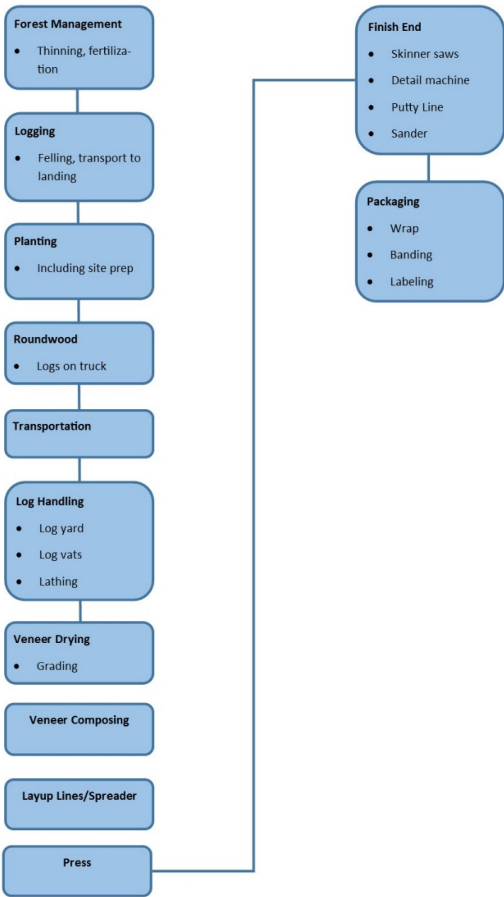 Forest Management
• Thinning, fertiliza-
tion
Logging
• Felling, transport to
landing
Planting
• Including site prep
Roundwood
• Logs on truck
Transportation
Log Handling
• Log yard
• Log vats
• Lathing
Veneer Drying
• Grading
Veneer Composing
Layup Lines/Spreader
Press
Finish End
• Skinner saws
• Detail machine
• Putty Line
• Sander
Packaging
• Wrap
• Banding
• Labeling